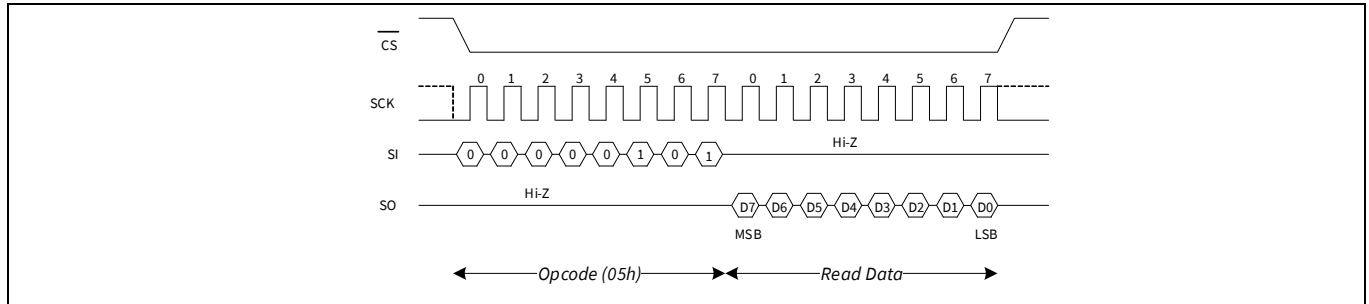 CS
0 1 2 3 4 5 6 7 0 1 2 3 4 5 6 7
SCK
Hi-Z
SI 0 0 0 0 0 1 0 1
Hi-Z
SO D7 D6 D5 D4 D3 D2 D1 D0
MSB LSB
Opcode (05h) Read Data